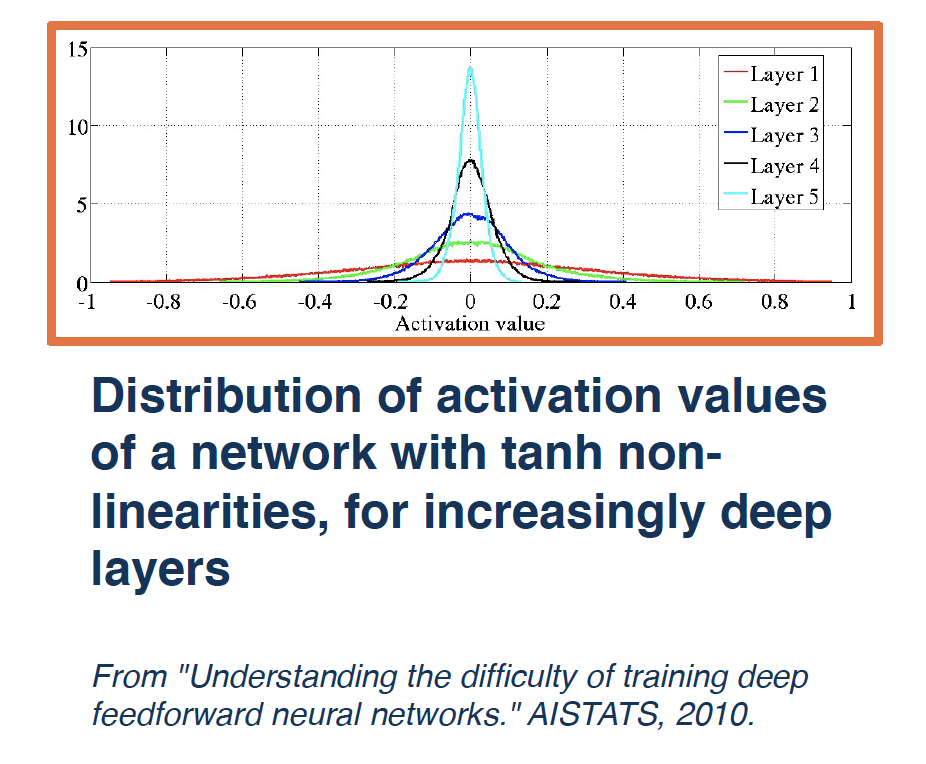 15
10
5
0
-1 -0.8 -0.6 -0.4 -0.2 0 0.2 0.4 0.6 0.8 1
Activation value
Layer 1
Layer 2
Layer 3
Layer 4
Layer 5
Distribution of activation values
of a network with tanh non-
linearities, for increasingly deep
layers
From "Understanding the difficulty of training deep
feedforward neural networks." AISTATS, 2010.